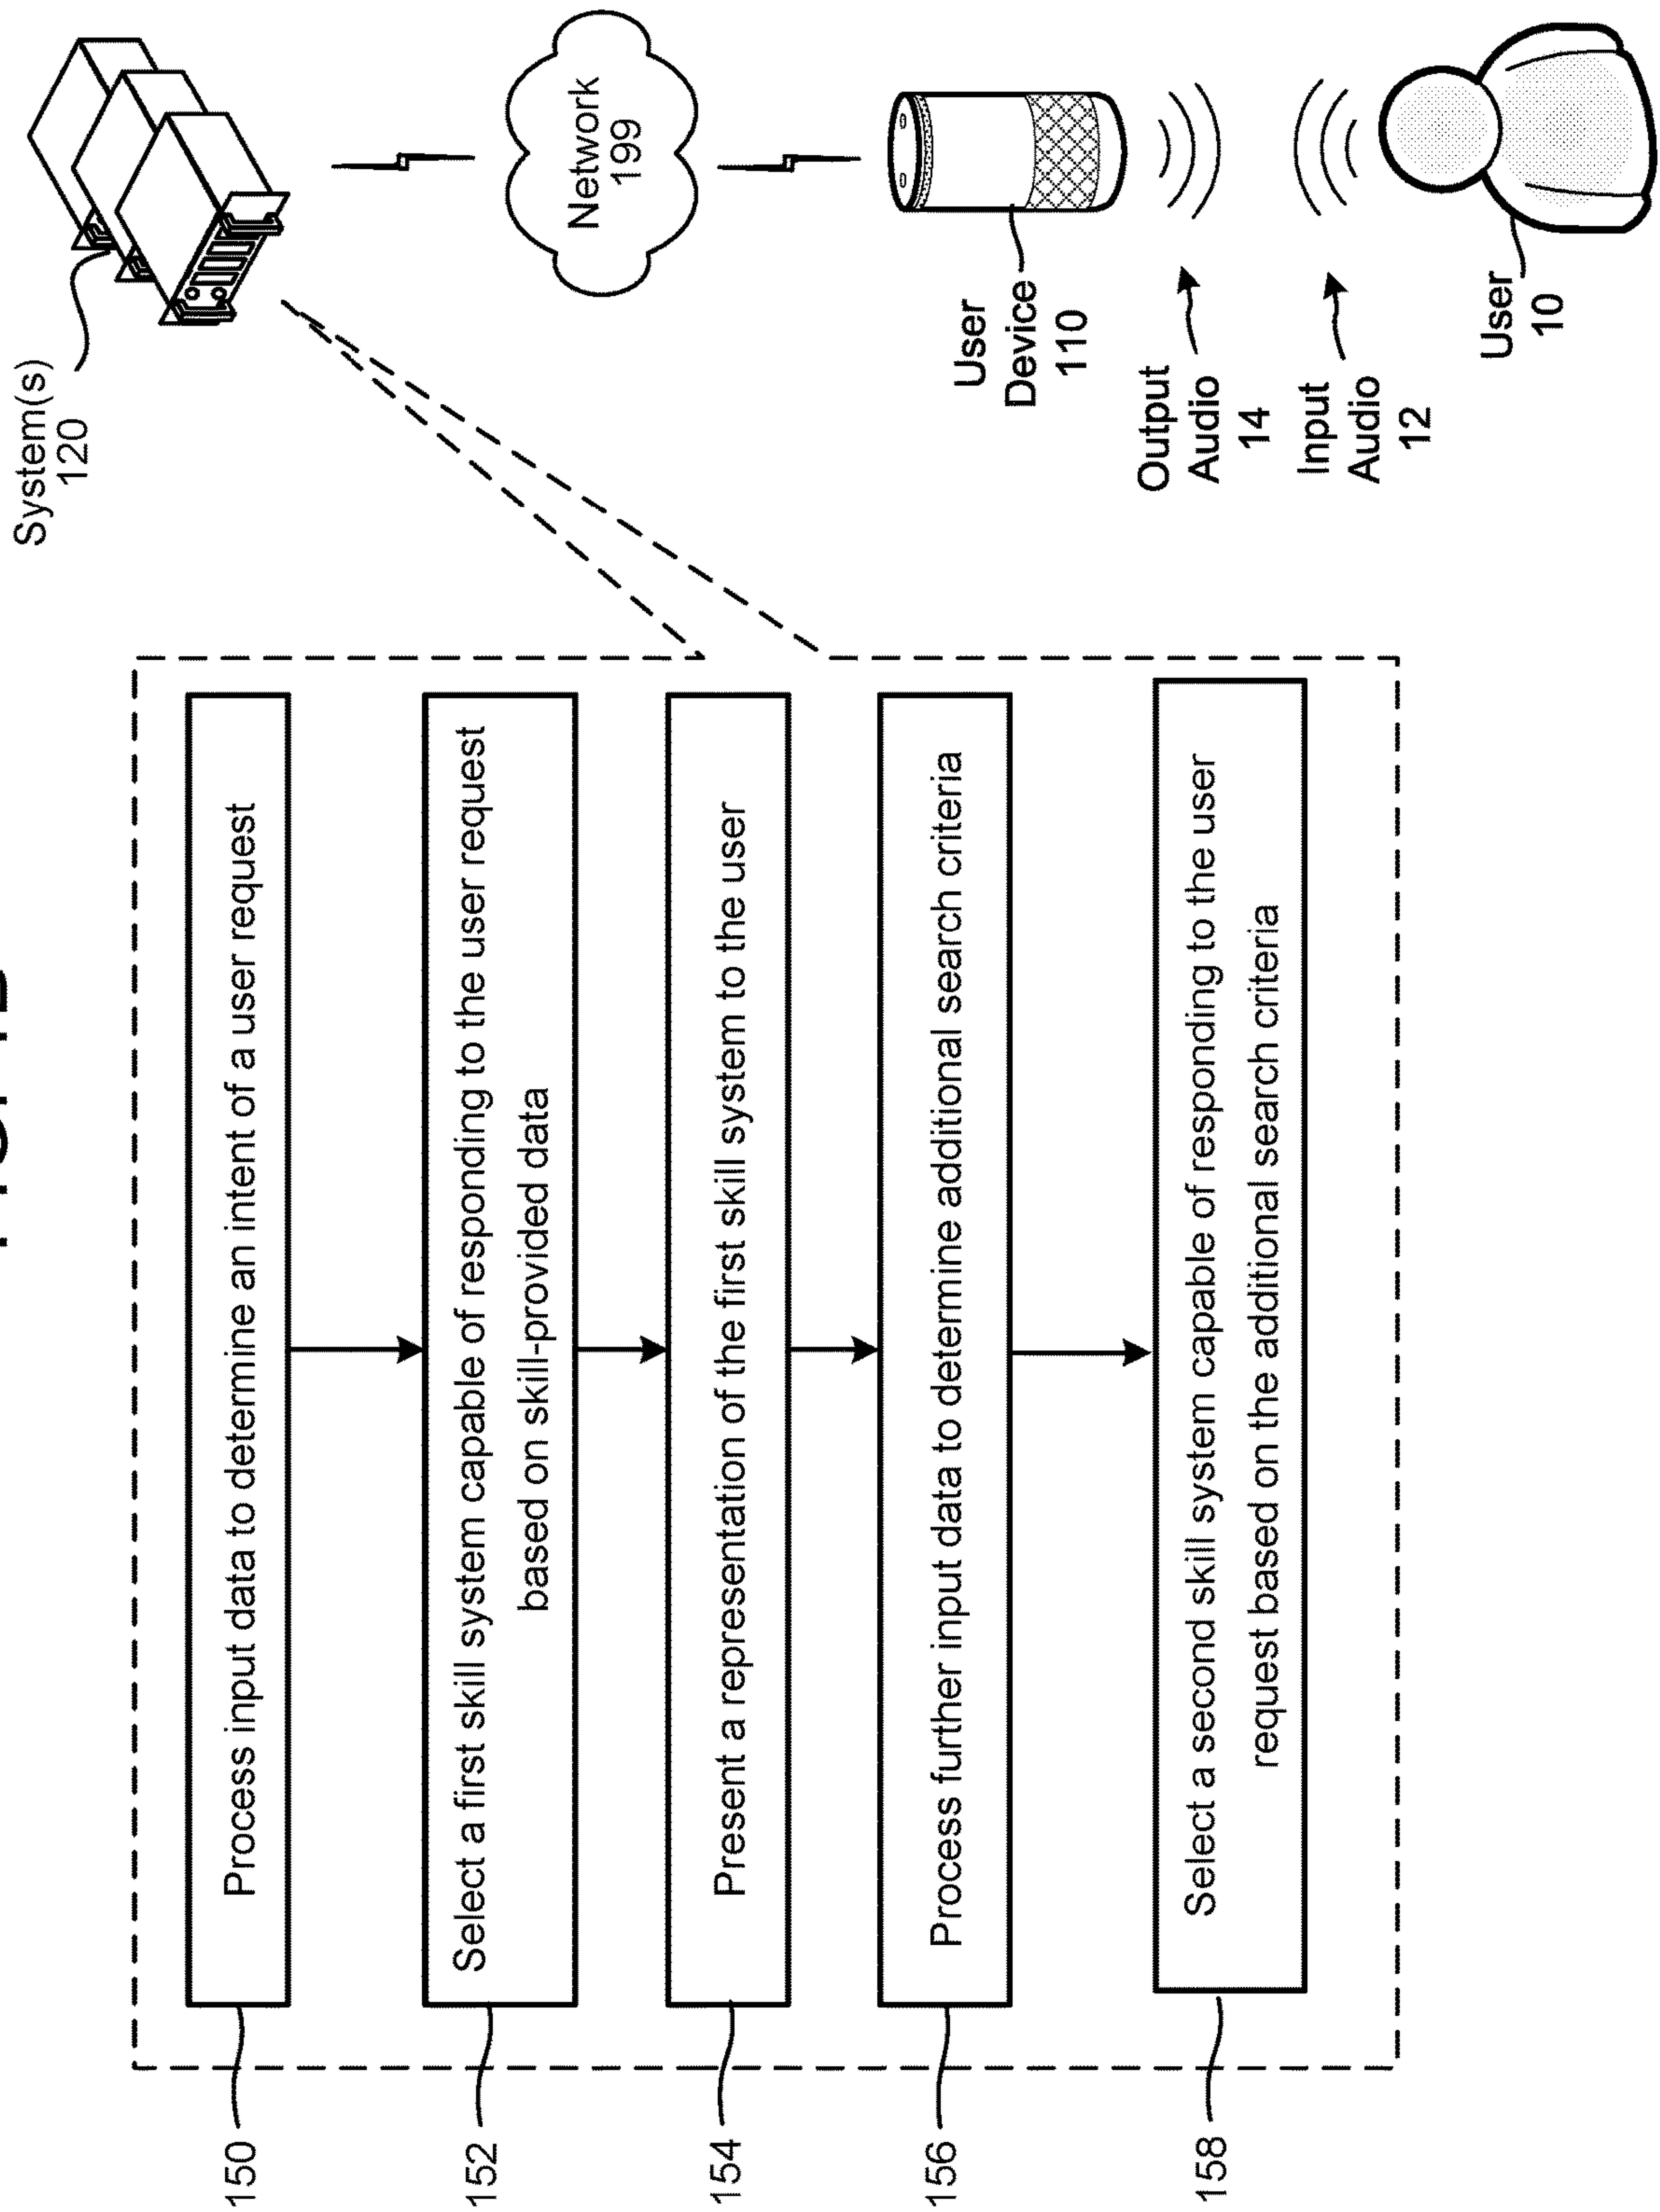 System(s)
120
Network
199
User
Device
110
Output
Audio
14
Input
Audio
12
User
10
150
Process input data to determine an intent of a user request
152
Select a first skill system capable of responding to the user request
based on skill-provided data
154
Present a representation of the first skill system to the user
156
Process further input data to determine additional search criteria
158
Select a second skill system capable of responding to the user
request based on the additional search criteria